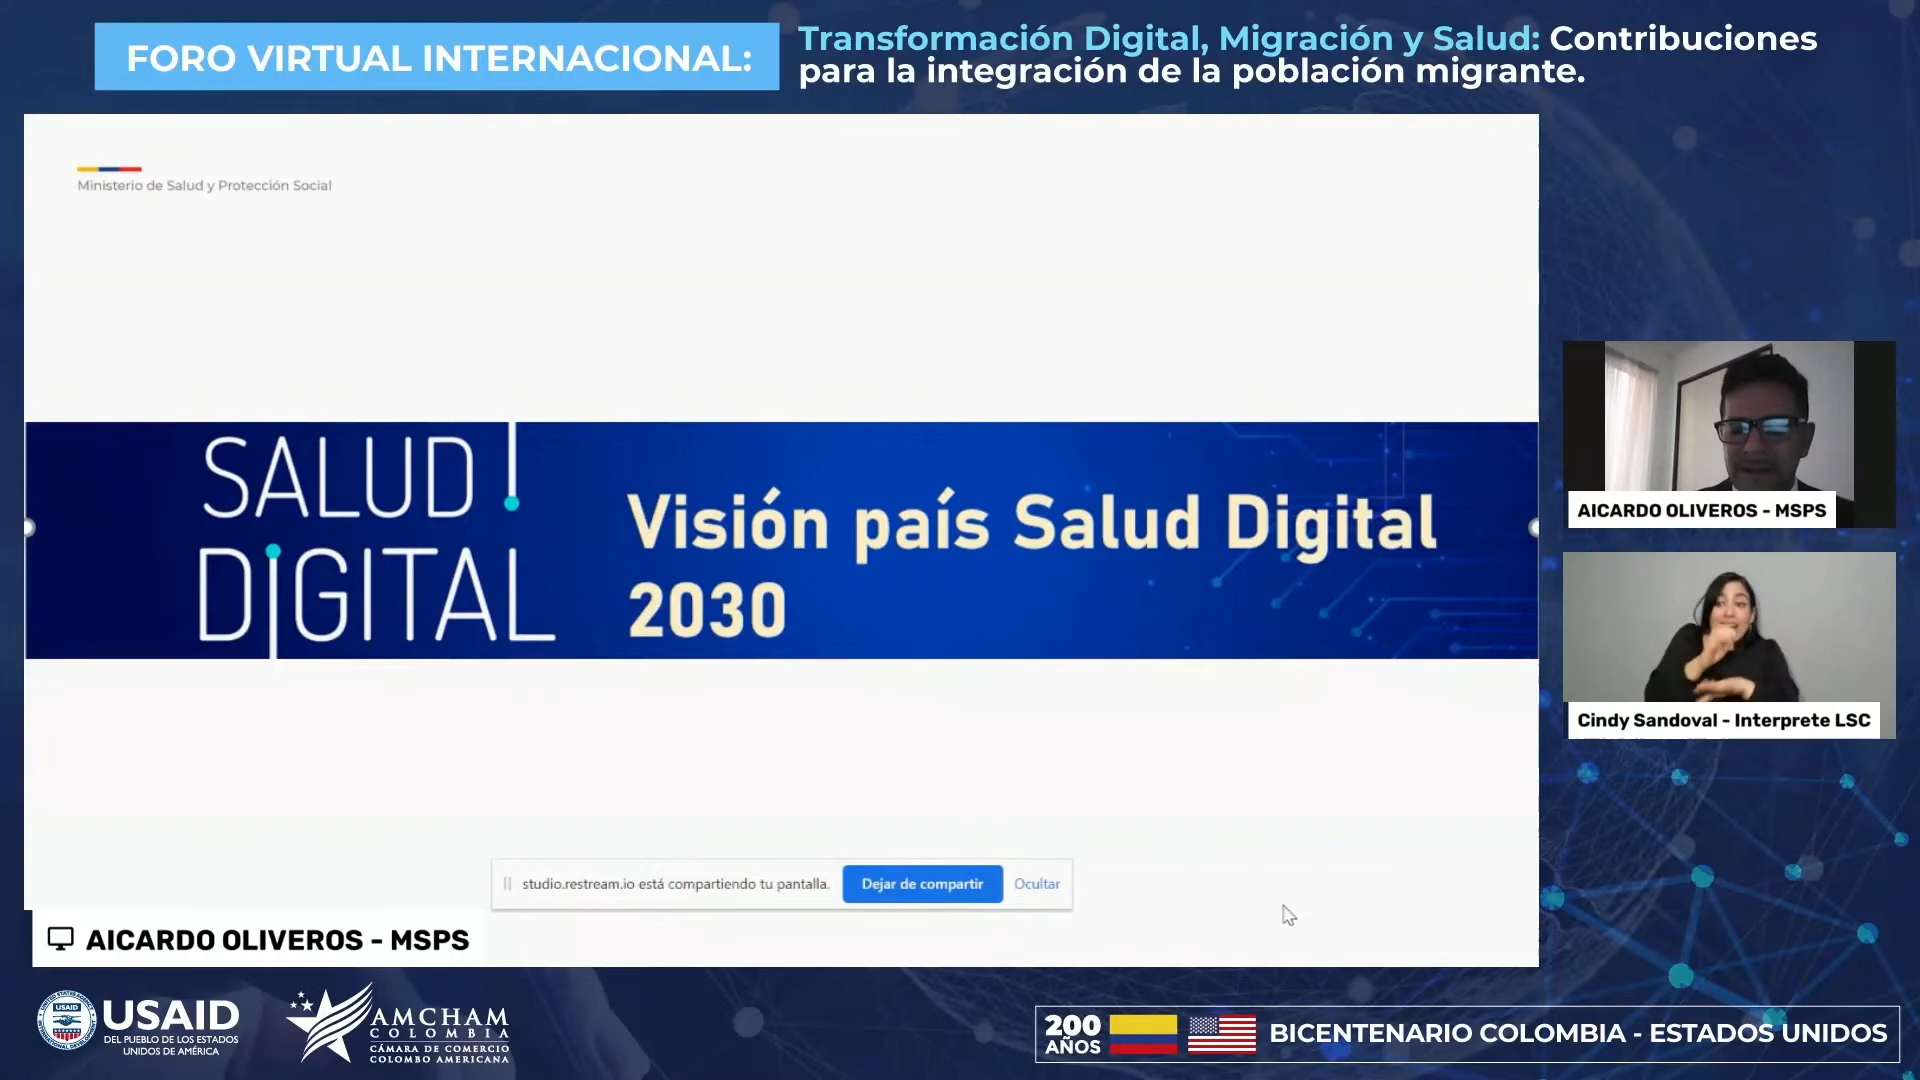 FORO VIRTUAL INTERNACIONAL:
Transformación Digital, Migración y Salud: Contribuciones
para la integración de la población migrante.
Ministerio de Salud y Protección Social
SALUD
DIGITAL
Visión país Salud Digital
2030
studio.restream.io está compartiendo tu pantalla.
Dejar de compartir
Ocultar
AICARDO OLIVEROS - MSPS
AICARDO OLIVEROS - MSPS
Cindy Sandoval - Interprete LSC
USAID
USAID
DEL PUEBLO DE LOS ESTADOS
UNIDOS DE AMÉRICA
AMCHAM
COLOMBIA
CÁMARA DE COMERCIO
COLOMBO AMERICANA
200
AÑOS
BICENTENARIO COLOMBIA - ESTADOS UNIDOS